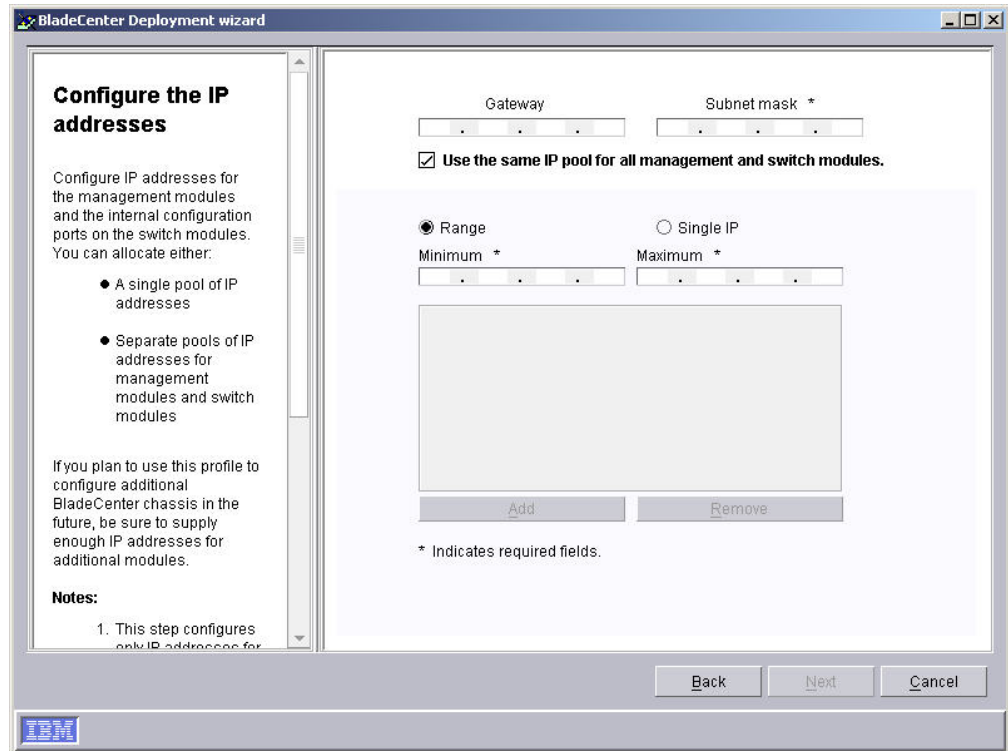 BladeCenter Deployment wizard
Configure the IP
addresses
Configure IP addresses for
the management modules
and the internal configuration
ports on the switch modules.
You can allocate either:
● A single pool of IP
addresses
● Separate pools of IP
addresses for
management
modules and switch
modules
If you plan to use this profile to
configure additional
BladeCenter chassis in the
future, be sure to supply
enough IP addresses for
additional modules.
Notes:
1. This step configures
only IP addresses for
Gateway
Subnet mask *
. . .
. . .
Use the same IP pool for all management and switch modules.
Range
Single IP
Minimum *
Maximum *
. . .
. . .
Add
Remove
* Indicates required fields.
Back
Next
Cancel
IBM